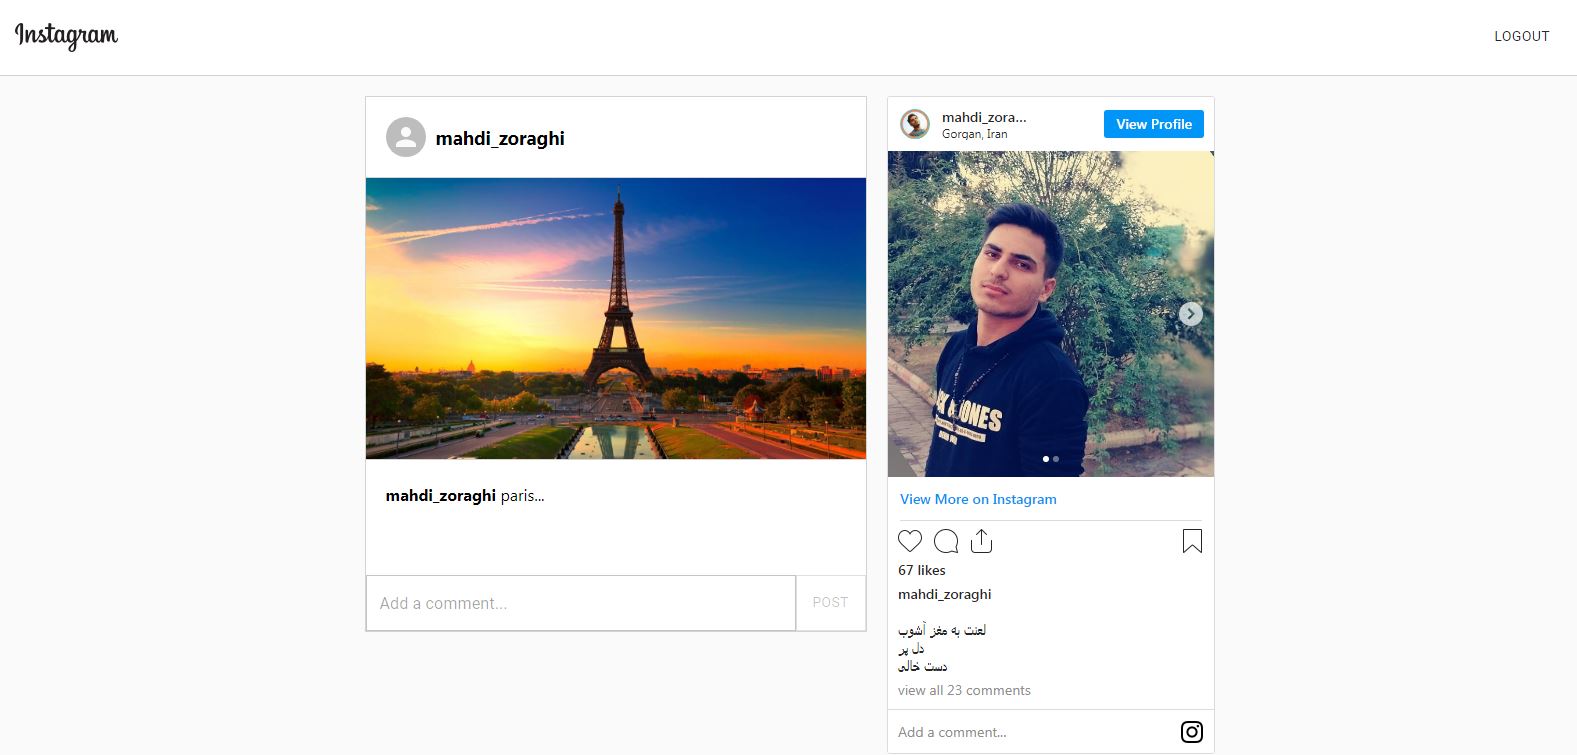 Instagram
LOGOUT
mahdi_zoraghi
mahdi_zoraghi paris...
Add a comment...
POST
mahdi_zora...
Gorgan, Iran
View Profile
JONES
View More on Instagram
67 likes
mahdi_zoraghi
لعنت به مغز آشوب
دل پر
دست خالی
view all 23 comments
Add a comment...